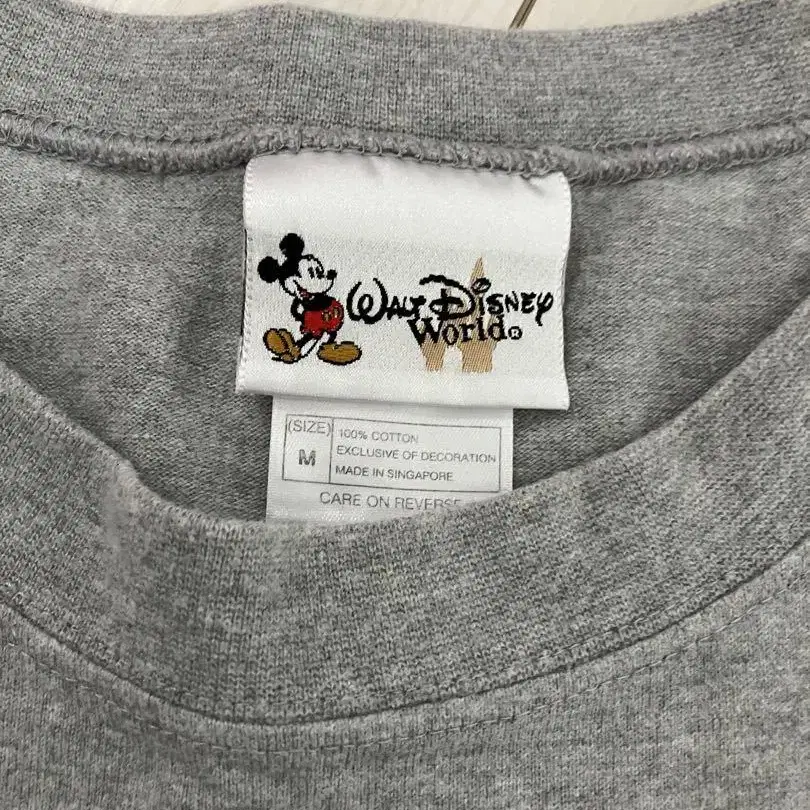 Walt Disney
World®
(SIZE)
M
100% COTTON
EXCLUSIVE OF DECORATION
MADE IN SINGAPORE
CARE ON REVERSE